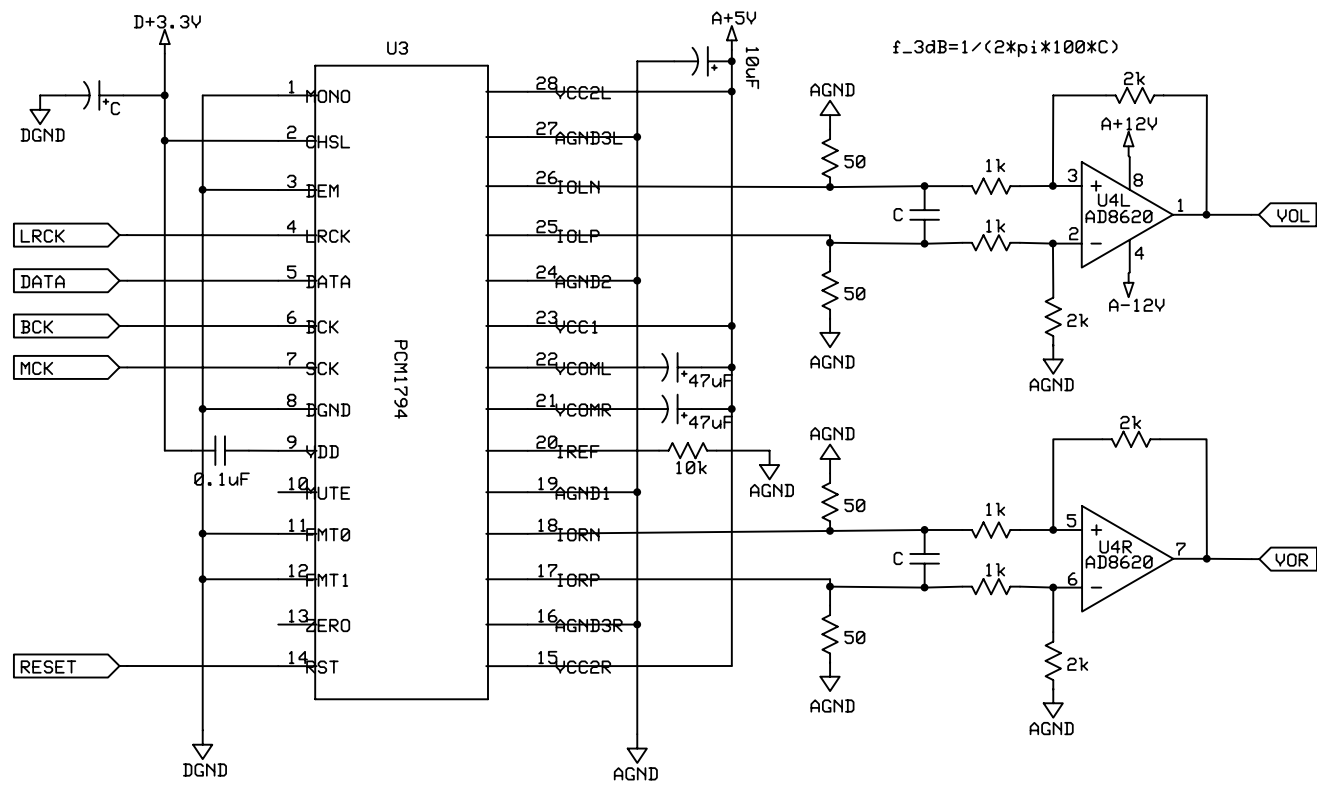 D+3.3V
A+5V
U3
10uF
f_3dB=1/(2*pi*100*C)
+C
DGND
1 MONO
2 CHSL
3 DEM
4 LRCK
5 DATA
6 BCK
7 SCK
8 DGND
9 VDD
10 MUTE
11 FMT0
12 FMT1
13 ZERO
14 RST
LRCK
DATA
BCK
MCK
0.1uF
RESET
DGND
PCM1794
28 VCC2L
27 AGND3L
26 IOLN
25 IOLP
24 AGND2
23 VCC1
22 VCOML
21 VCOMR
20 IREF
19 AGND1
18 IORN
17 IORP
16 AGND3R
15 VCC2R
+
+47uF
+47uF
10k
AGND
AGND
AGND
50
C
50
AGND
1k
1k
2k
A+12V
3 +
8
U4L
AD8620
1
2 -
4
A-12V
2k
AGND
VOL
AGND
50
C
50
AGND
1k
1k
2k
5 +
U4R
AD8620
7
6 -
2k
AGND
VOR